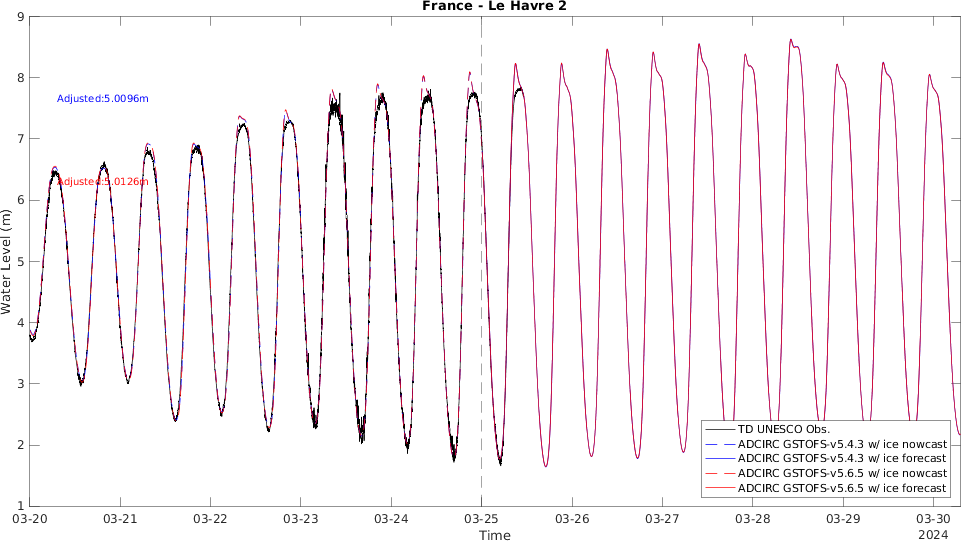 France - Le Havre 2
9
8
7
6
5
4
3
2
1
Water Level (m)
Adjusted:5.0096m
Adjusted:5.0126m
TD UNESCO Obs.
ADCIRC GSTOFS-v5.4.3 w/ ice nowcast
ADCIRC GSTOFS-v5.4.3 w/ ice forecast
ADCIRC GSTOFS-v5.6.5 w/ ice nowcast
ADCIRC GSTOFS-v5.6.5 w/ ice forecast
03-20 03-21 03-22 03-23 03-24 03-25 03-26 03-27 03-28 03-29 03-30
Time
2024